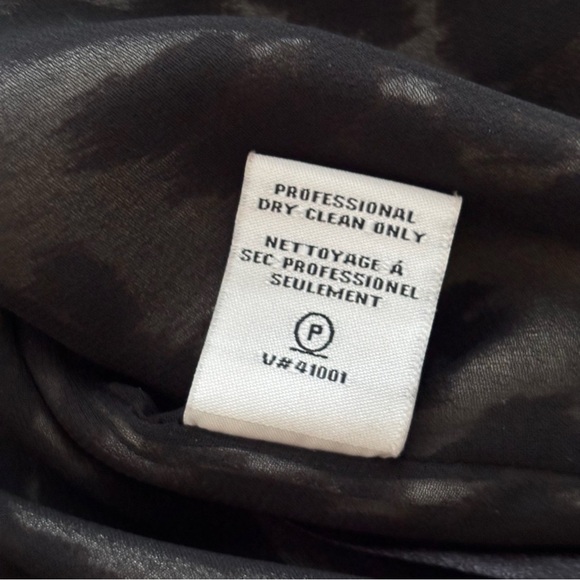 PROFESSIONAL
DRY CLEAN ONLY
NETTOYAGE Á
SEC PROFESSIONEL
SEULEMENT
P
V# 41001